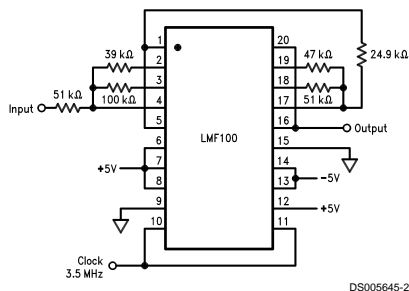 1
20
39 kΩ
2
19
47 kΩ
24.9 kΩ
3
18
51 kΩ
100 kΩ
4
17
51 kΩ
Input
5
16
Output
LMF100
6
15
+5V
7
14
-5V
8
13
9
12
+5V
10
11
Clock
3.5 MHz
DS005645-2